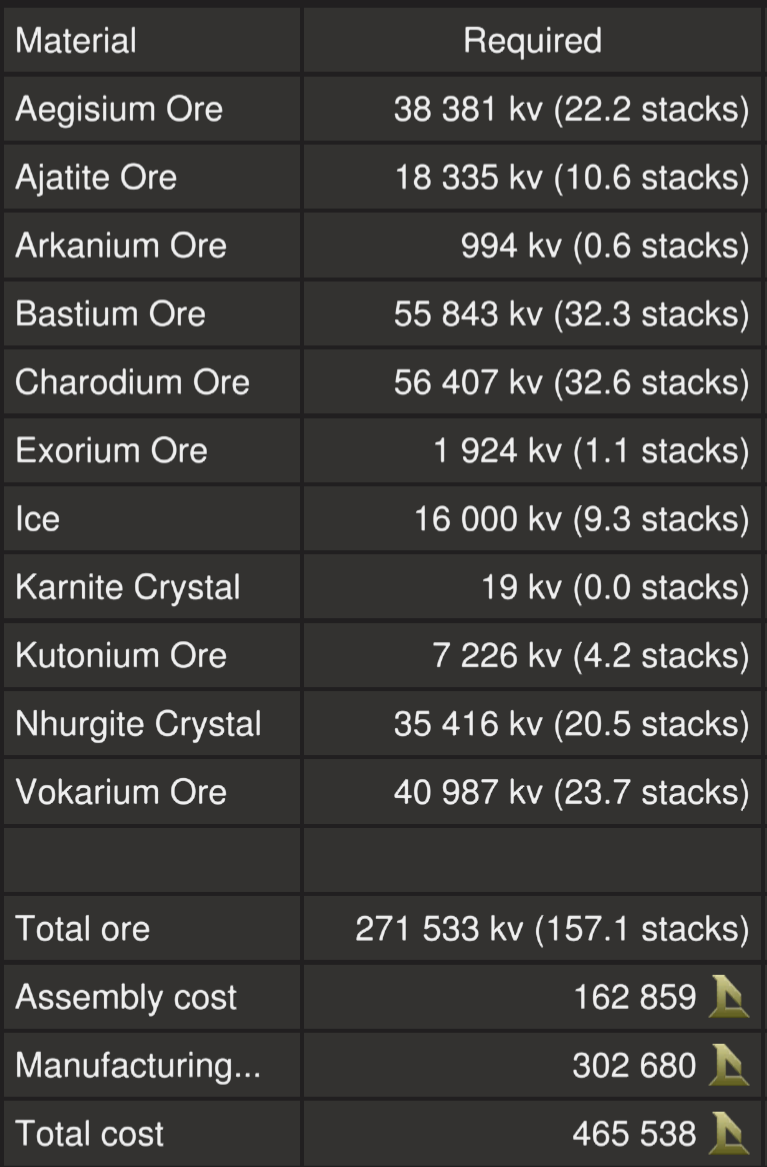 Material Required
Aegisium Ore 38 381 kv (22.2 stacks)
Ajatite Ore 18 335 kv (10.6 stacks)
Arkanium Ore 994 kv (0.6 stacks)
Bastium Ore 55 843 kv (32.3 stacks)
Charodium Ore 56 407 kv (32.6 stacks)
Exorium Ore 1 924 kv (1.1 stacks)
Ice 16 000 kv (9.3 stacks)
Karnite Crystal 19 kv (0.0 stacks)
Kutonium Ore 7 226 kv (4.2 stacks)
Nhurgite Crystal 35 416 kv (20.5 stacks)
Vokarium Ore 40 987 kv (23.7 stacks)
Total ore 271 533 kv (157.1 stacks)
Assembly cost 162 859
Manufacturing... 302 680
Total cost 465 538